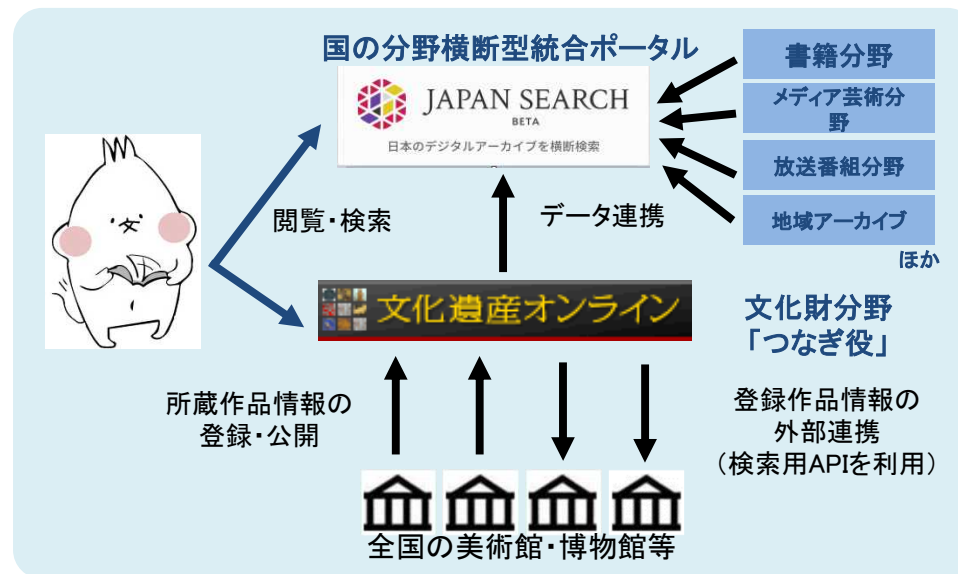 国の分野横断型統合ポータル
JAPAN SEARCH
BETA
日本のデジタルアーカイブを横断検索
書籍分野
メディア芸術分
野
放送番組分野
地域アーカイブ
ほか
閲覧・検索
データ連携
文化遺産オンライン
文化財分野
「つなぎ役」
所蔵作品情報の
登録・公開
登録作品情報の
外部連携
（検索用APIを利用）
全国の美術館・博物館等